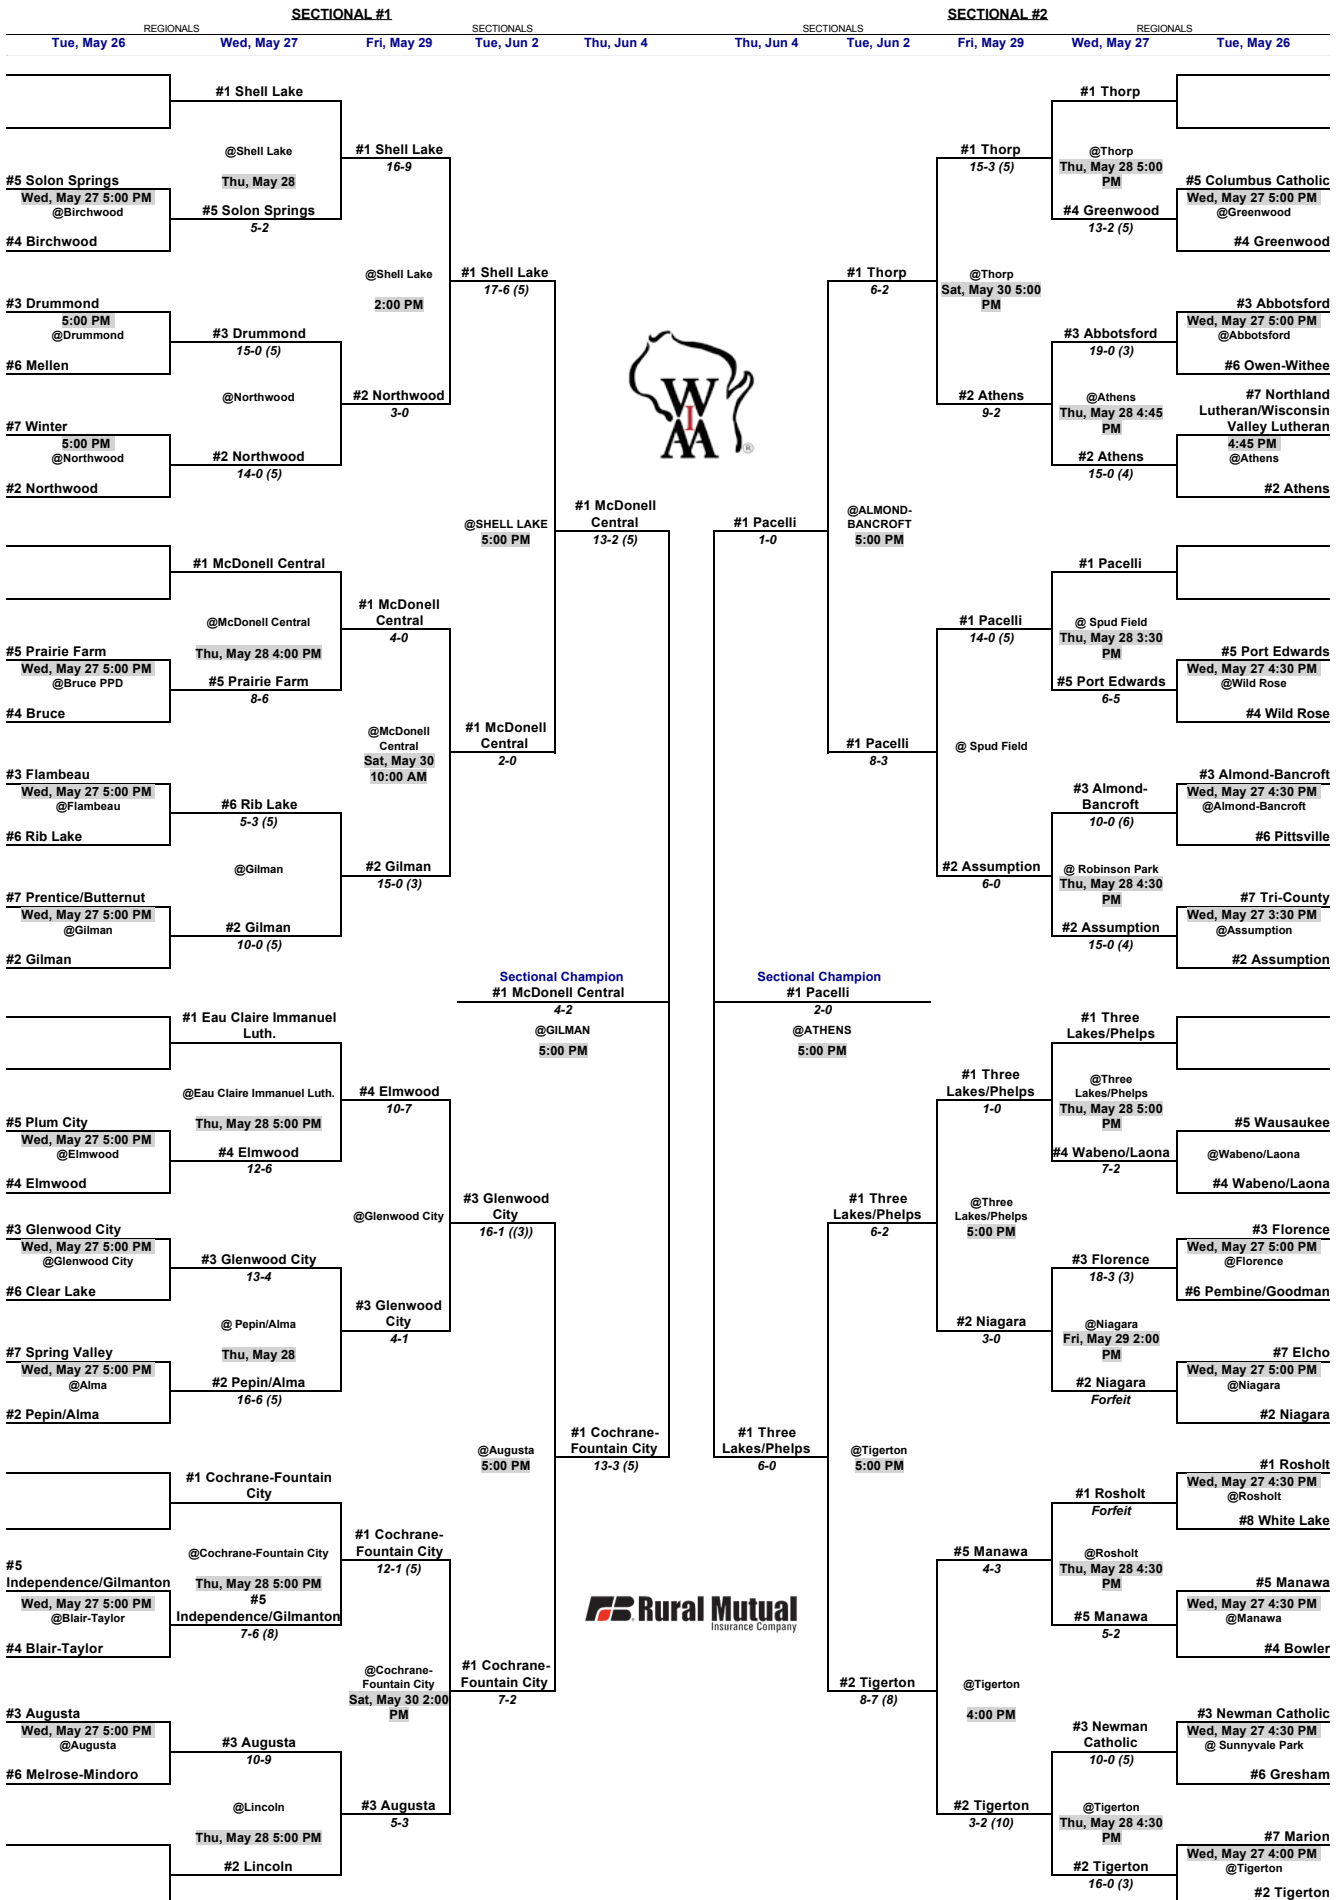 SECTIONAL #1
SECTIONAL #2
REGIONALS
SECTIONALS
SECTIONALS
REGIONALS
Tue, May 26
Wed, May 27
Fri, May 29
Tue, Jun 2
Thu, Jun 4
Thu, Jun 4
Tue, Jun 2
Fri, May 29
Wed, May 27
Tue, May 26
#1 Shell Lake
@Shell Lake
Thu, May 28
#1 Shell Lake
16-9
#5 Solon Springs
Wed, May 27 5:00 PM
@Birchwood
#4 Birchwood
#5 Solon Springs
5-2
@Shell Lake
2:00 PM
#1 Shell Lake
17-6 (5)
#3 Drummond
5:00 PM
@Drummond
#6 Mellen
#3 Drummond
15-0 (5)
@Northwood
#2 Northwood
3-0
#7 Winter
5:00 PM
@Northwood
#2 Northwood
#2 Northwood
14-0 (5)
@SHELL LAKE
5:00 PM
#1 McDonell
Central
13-2 (5)
#1 McDonell Central
@McDonell Central
Thu, May 28 4:00 PM
#1 McDonell
Central
4-0
#5 Prairie Farm
Wed, May 27 5:00 PM
@Bruce PPD
#4 Bruce
#5 Prairie Farm
8-6
@McDonell
Central
Sat, May 30
10:00 AM
#1 McDonell
Central
2-0
#3 Flambeau
Wed, May 27 5:00 PM
@Flambeau
#6 Rib Lake
#6 Rib Lake
5-3 (5)
@Gilman
#2 Gilman
15-0 (3)
#7 Prentice/Butternut
Wed, May 27 5:00 PM
@Gilman
#2 Gilman
#2 Gilman
10-0 (5)
Sectional Champion
#1 McDonell Central
4-2
@GILMAN
5:00 PM
#1 Eau Claire Immanuel
Luth.
@Eau Claire Immanuel Luth.
Thu, May 28 5:00 PM
#4 Elmwood
10-7
#5 Plum City
Wed, May 27 5:00 PM
@Elmwood
#4 Elmwood
#4 Elmwood
12-6
@Glenwood City
#3 Glenwood
City
16-1 ((3))
#3 Glenwood City
Wed, May 27 5:00 PM
@Glenwood City
#6 Clear Lake
#3 Glenwood City
13-4
@ Pepin/Alma
Thu, May 28
#3 Glenwood
City
4-1
#7 Spring Valley
Wed, May 27 5:00 PM
@Alma
#2 Pepin/Alma
#2 Pepin/Alma
16-6 (5)
@Augusta
5:00 PM
#1 Cochrane-
Fountain City
13-3 (5)
#1 Cochrane-Fountain
City
@Cochrane-Fountain City
Thu, May 28 5:00 PM
#1 Cochrane-
Fountain City
12-1 (5)
#5
Independence/Gilmanton
Wed, May 27 5:00 PM
@Blair-Taylor
#4 Blair-Taylor
#5
Independence/Gilmanton
7-6 (8)
@Cochrane-
Fountain City
Sat, May 30 2:00
PM
#1 Cochrane-
Fountain City
7-2
#3 Augusta
Wed, May 27 5:00 PM
@Augusta
#6 Melrose-Mindoro
#3 Augusta
10-9
@Lincoln
Thu, May 28 5:00 PM
#3 Augusta
5-3
#2 Lincoln
WIAA
®
Rural Mutual
Insurance Company
#1 Thorp
@Thorp
Thu, May 28 5:00
PM
#1 Thorp
15-3 (5)
#5 Columbus Catholic
Wed, May 27 5:00 PM
@Greenwood
#4 Greenwood
#4 Greenwood
13-2 (5)
#1 Thorp
6-2
@Thorp
Sat, May 30 5:00
PM
#3 Abbotsford
Wed, May 27 5:00 PM
@Abbotsford
#6 Owen-Withee
#3 Abbotsford
19-0 (3)
#2 Athens
9-2
@Athens
Thu, May 28 4:45
PM
#7 Northland
Lutheran/Wisconsin
Valley Lutheran
4:45 PM
@Athens
#2 Athens
#2 Athens
15-0 (4)
#1 Pacelli
1-0
@ALMOND-
BANCROFT
5:00 PM
#1 Pacelli
@ Spud Field
Thu, May 28 3:30
PM
#1 Pacelli
14-0 (5)
#5 Port Edwards
Wed, May 27 4:30 PM
@Wild Rose
#4 Wild Rose
#5 Port Edwards
6-5
#1 Pacelli
8-3
@ Spud Field
#3 Almond-Bancroft
Wed, May 27 4:30 PM
@Almond-Bancroft
#6 Pittsville
#3 Almond-
Bancroft
10-0 (6)
#2 Assumption
6-0
@ Robinson Park
Thu, May 28 4:30
PM
#7 Tri-County
Wed, May 27 3:30 PM
@Assumption
#2 Assumption
#2 Assumption
15-0 (4)
Sectional Champion
#1 Pacelli
2-0
@ATHENS
5:00 PM
#1 Three
Lakes/Phelps
@Three
Lakes/Phelps
Thu, May 28 5:00
PM
#1 Three
Lakes/Phelps
1-0
#5 Wausaukee
@Wabeno/Laona
#4 Wabeno/Laona
#4 Wabeno/Laona
7-2
#1 Three
Lakes/Phelps
6-2
@Three
Lakes/Phelps
5:00 PM
#3 Florence
Wed, May 27 5:00 PM
@Florence
#6 Pembine/Goodman
#3 Florence
18-3 (3)
#2 Niagara
3-0
@Niagara
Fri, May 29 2:00
PM
#7 Elcho
Wed, May 27 5:00 PM
@Niagara
#2 Niagara
#2 Niagara
Forfeit
#1 Three
Lakes/Phelps
6-0
@Tigerton
5:00 PM
#1 Rosholt
Wed, May 27 4:30 PM
@Rosholt
#8 White Lake
#1 Rosholt
Forfeit
#5 Manawa
4-3
@Rosholt
Thu, May 28 4:30
PM
#5 Manawa
Wed, May 27 4:30 PM
@Manawa
#4 Bowler
#5 Manawa
5-2
#2 Tigerton
8-7 (8)
@Tigerton
4:00 PM
#3 Newman Catholic
Wed, May 27 4:30 PM
@ Sunnyvale Park
#6 Gresham
#3 Newman
Catholic
10-0 (5)
#2 Tigerton
3-2 (10)
@Tigerton
Thu, May 28 4:30
PM
#7 Marion
Wed, May 27 4:00 PM
@Tigerton
#2 Tigerton
#2 Tigerton
16-0 (3)